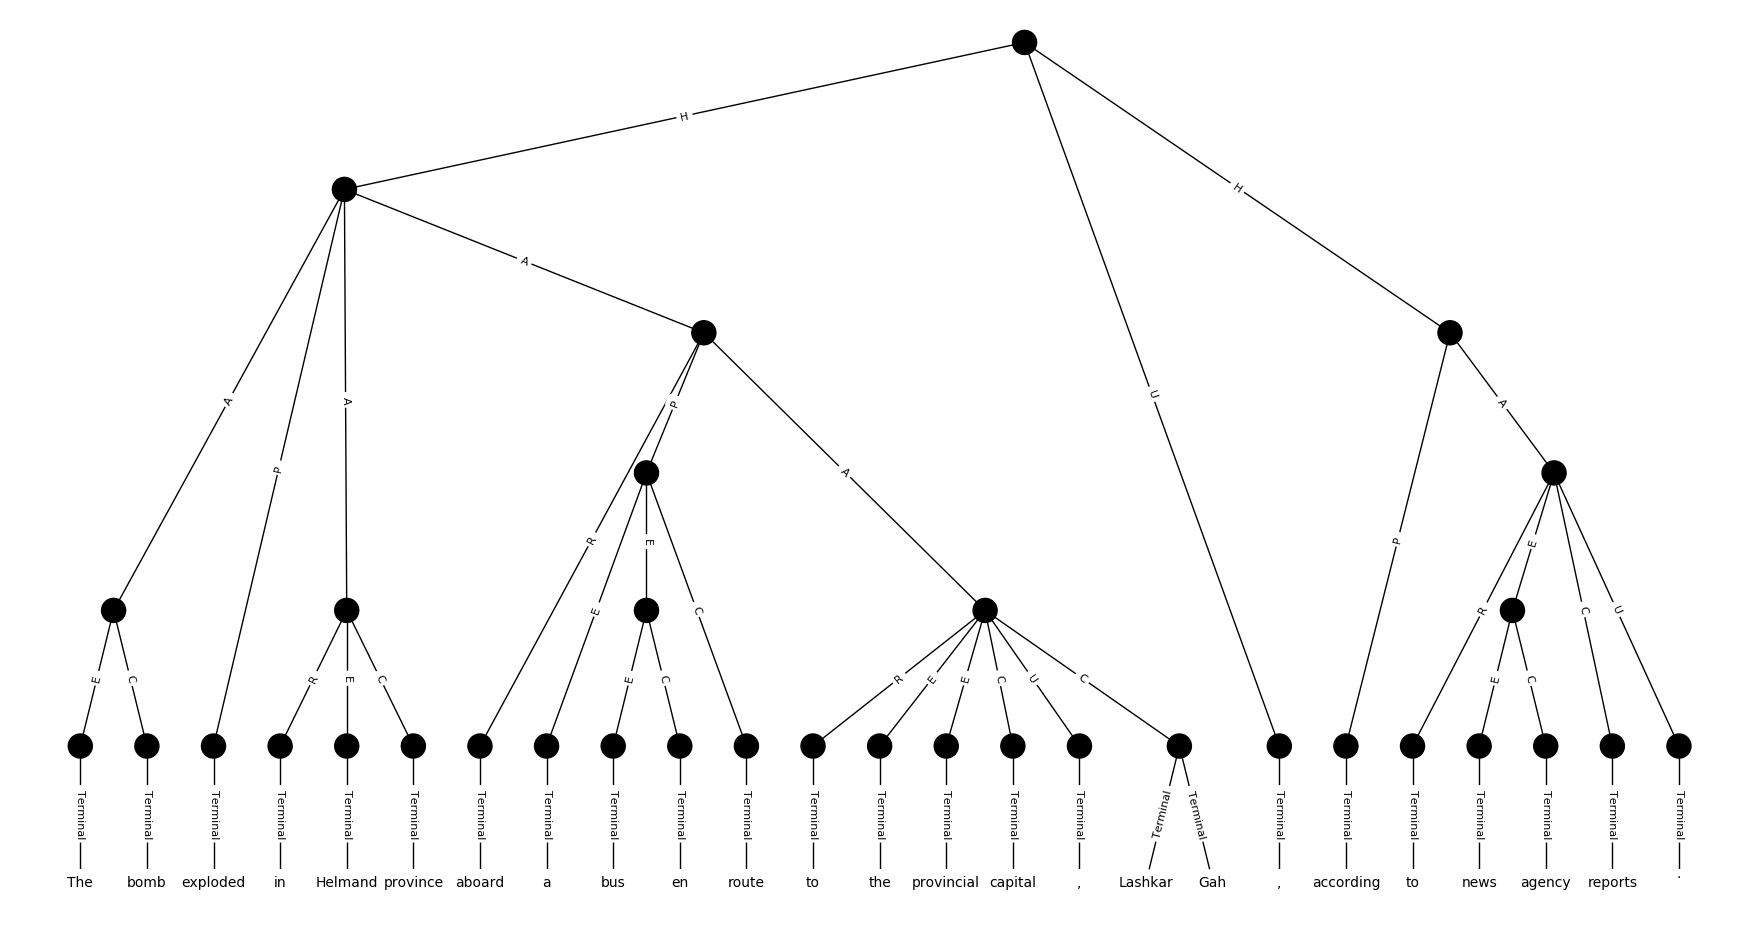 H
H
A
A
A
P
U
A
P
A
P
R
E
E
C
A
P
R
E
C
U
E
C
R
E
C
E
C
R
E
E
C
U
C
E
C
Terminal Terminal Terminal Terminal Terminal Terminal Terminal Terminal Terminal Terminal Terminal Terminal Terminal Terminal Terminal Terminal Terminal Terminal Terminal Terminal Terminal Terminal Terminal Terminal Terminal
The bomb exploded in Helmand province aboard a bus en route to the provincial capital , Lashkar Gah , according to news agency reports .